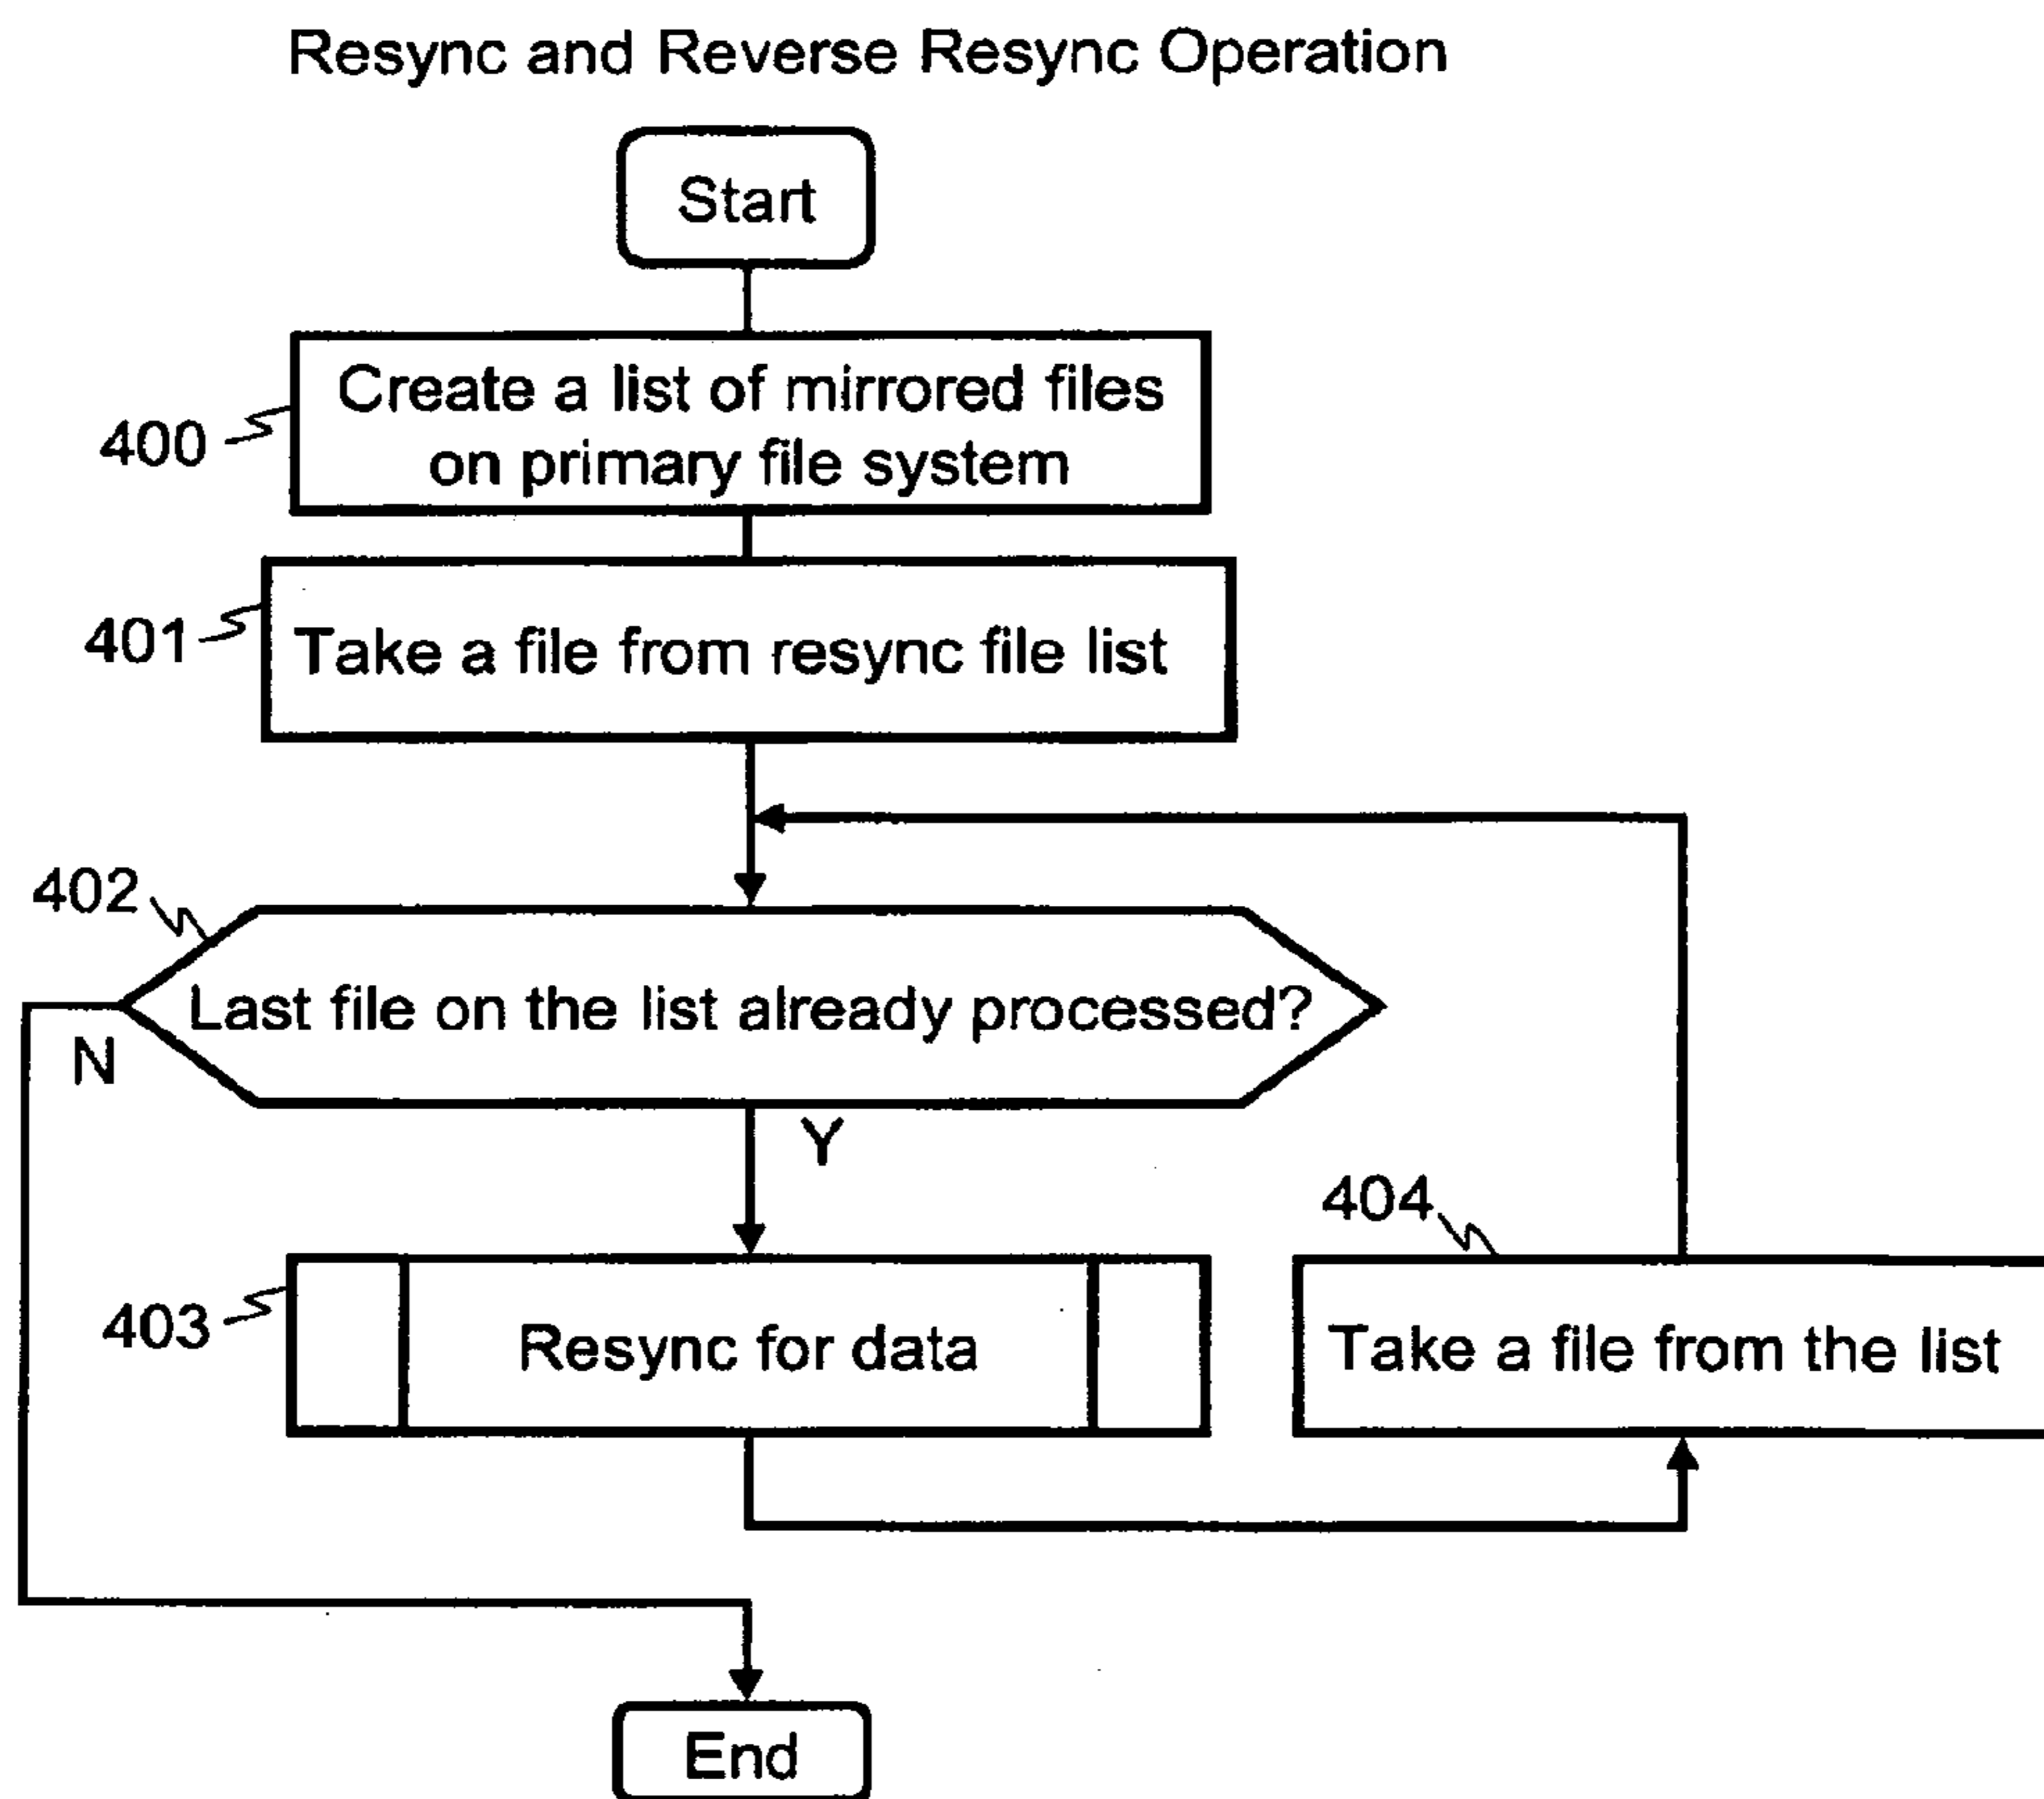 Resync and Reverse Resync Operation
Start
400
Create a list of mirrored files
on primary file system
401
Take a file from resync file list
402
Last file on the list already processed?
N
Y
404
403
Resync for data
Take a file from the list
End